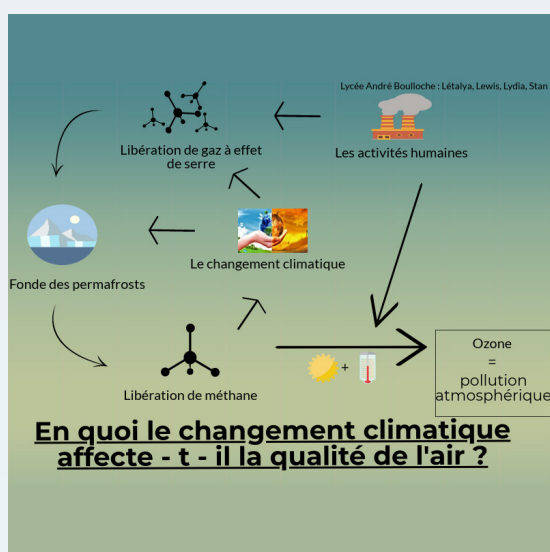 Lycée André Boulloche : Létalya, Lewis, Lydia, Stan
Libération de gaz à effet
de serre
Les activités humaines
Le changement climatique
Fonde des permafrosts
Libération de méthane
+
Ozone
=
pollution
atmosphérique
En quoi le changement climatique
affecte - t - il la qualité de l'air ?